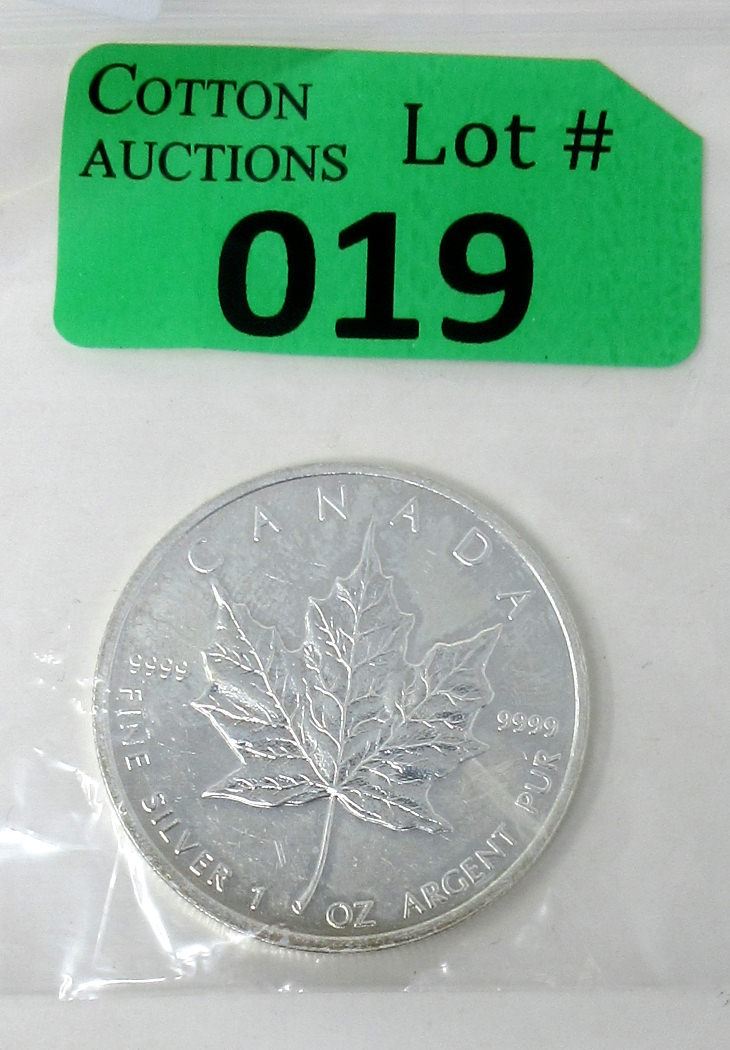 COTTON
AUCTIONS
Lot #
019
CANADA
9999
9999
FINE SILVER 1 OZ ARGENT PUR